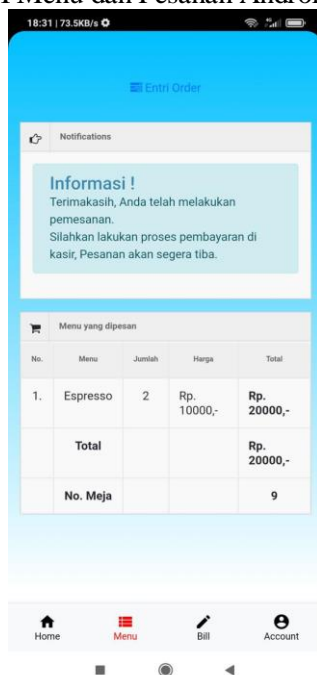 Menu dan Pesanan Andro
18:31 | 73.5KB/s
Entri Order
Notifications
Informasi !
Terimakasih, Anda telah melakukan
pemesanan.
Silahkan lakukan proses pembayaran di
kasir, Pesanan akan segera tiba.
Menu yang dipesan
No. Menu Jumlah Harga Total
1. Espresso 2 Rp. 10000,- Rp. 20000,-
Total Rp. 20000,-
No. Meja 9
Home Menu Bill Account